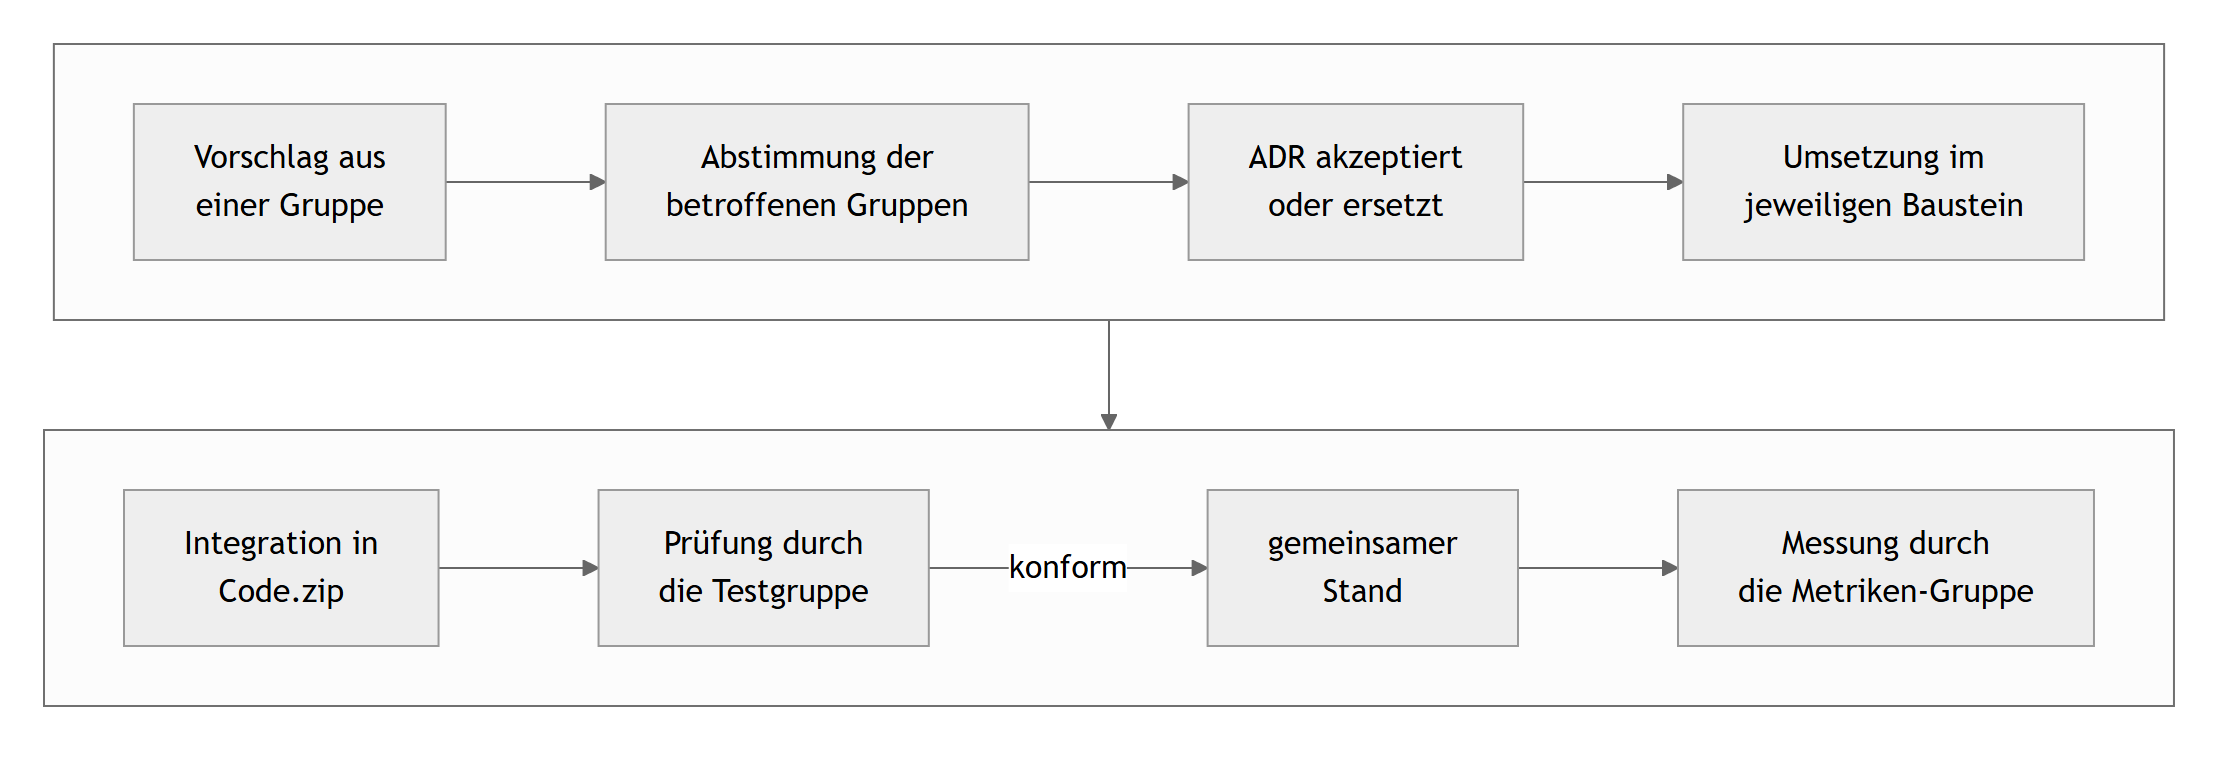 Vorschlag aus
einer Gruppe
Abstimmung der
betroffenen Gruppen
ADR akzeptiert
oder ersetzt
Umsetzung im
jeweiligen Baustein
Integration in
Code.zip
Prüfung durch
die Testgruppe
konform
gemeinsamer
Stand
Messung durch
die Metriken-Gruppe